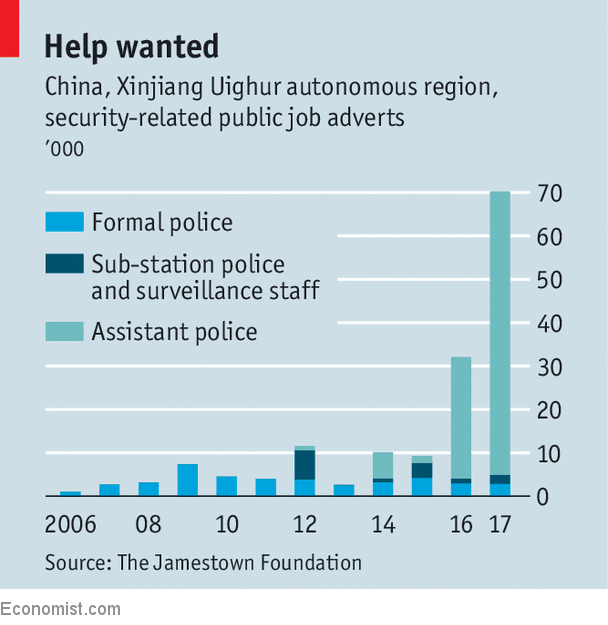 Help wanted
China, Xinjiang Uighur autonomous region,
security-related public job adverts
’000
Formal police
Sub-station police
and surveillance staff
Assistant police
70
60
50
40
30
20
10
0
2006 08 10 12 14 16 17
Source: The Jamestown Foundation
Economist.com